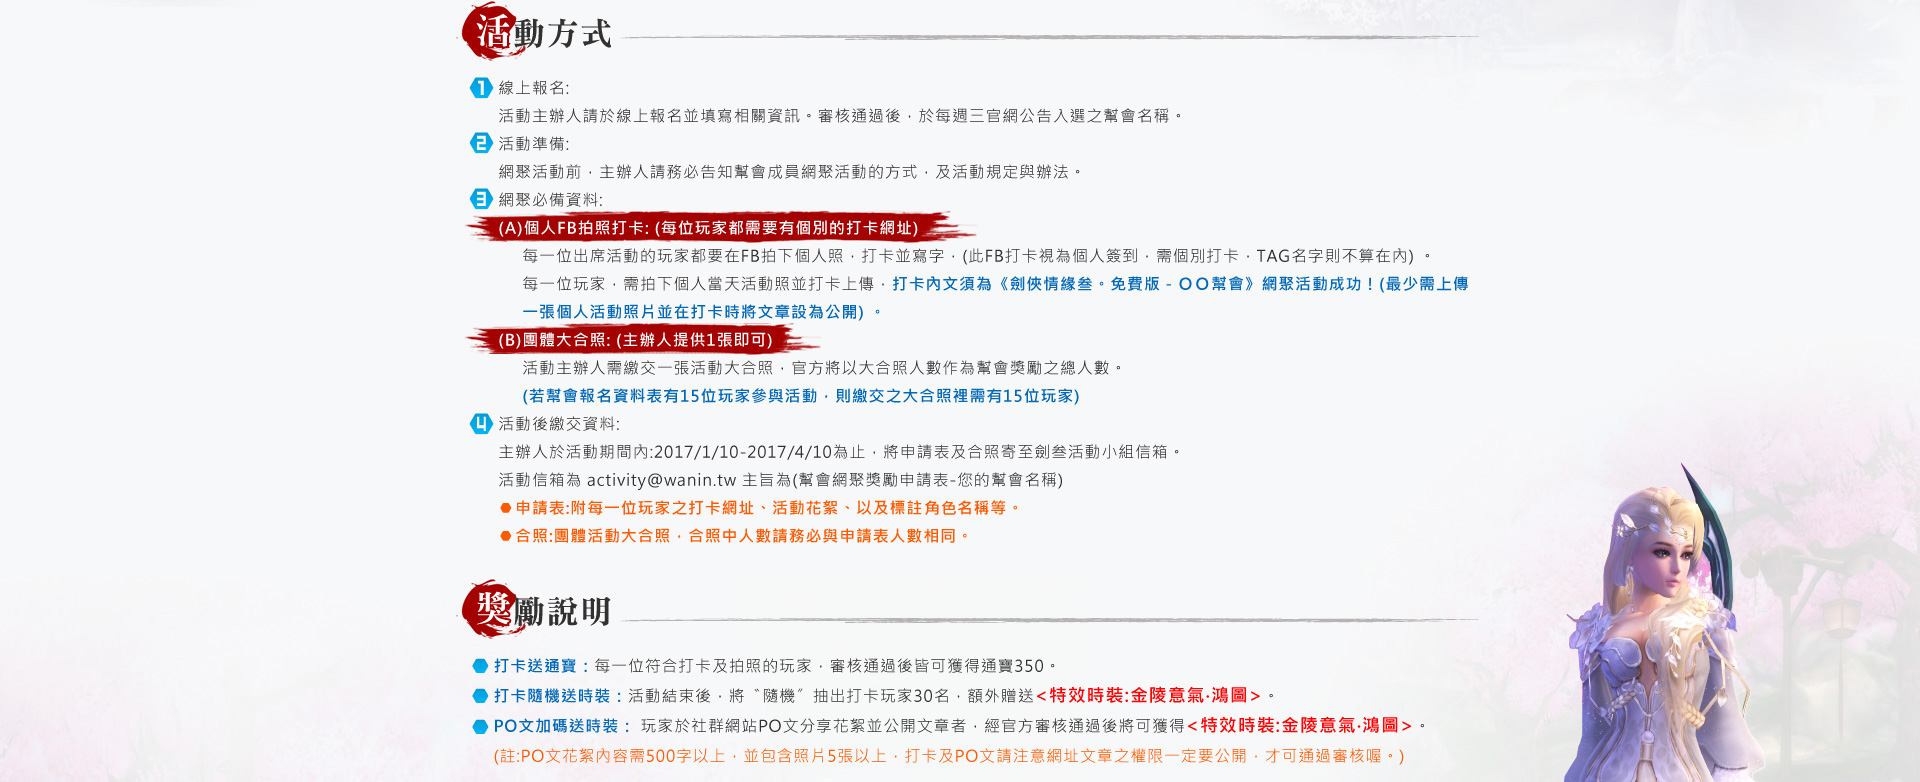 活動方式
1 線上報名:
活動主辦人請於線上報名並填寫相關資訊。審核通過後，於每週三官網公告入選之幫會名稱。
2 活動準備:
網聚活動前，主辦人請務必告知幫會成員網聚活動的方式，及活動規定與辦法。
3 網聚必備資料:
(A)個人FB拍照打卡: (每位玩家都需要有個別的打卡網址)
每一位出席活動的玩家都要在FB拍下個人照，打卡並寫字，(此FB打卡視為個人簽到，需個別打卡，TAG名字則不算在內) 。
每一位玩家，需拍下個人當天活動照並打卡上傳，打卡內文須為《劍俠情緣叁。免費版 - OO幫會》網聚活動成功！(最少需上傳
一張個人活動照片並在打卡時將文章設為公開) 。
(B)團體大合照: (主辦人提供1張即可)
活動主辦人需繳交一張活動大合照，官方將以大合照人數作為幫會獎勵之總人數。
(若幫會報名資料表有15位玩家參與活動，則繳交之大合照裡需有15位玩家)
4 活動後繳交資料:
主辦人於活動期間內:2017/1/10-2017/4/10為止，將申請表及合照寄至劍叁活動小組信箱。
活動信箱為 activity@wanin.tw 主旨為(幫會網聚獎勵申請表-您的幫會名稱)
●申請表:附每一位玩家之打卡網址、活動花絮、以及標註角色名稱等。
●合照:團體活動大合照，合照中人數請務必與申請表人數相同。
獎勵說明
打卡送通寶：每一位符合打卡及拍照的玩家，審核通過後皆可獲得通寶350。
打卡隨機送時裝：活動結束後，將〝隨機〞抽出打卡玩家30名，額外贈送<特效時裝:金陵意氣·鴻圖>。
PO文加碼送時裝： 玩家於社群網站PO文分享花絮並公開文章者，經官方審核通過後將可獲得<特效時裝:金陵意氣·鴻圖>。
(註:PO文花絮內容需500字以上，並包含照片5張以上，打卡及PO文請注意網址文章之權限一定要公開，才可通過審核喔。)